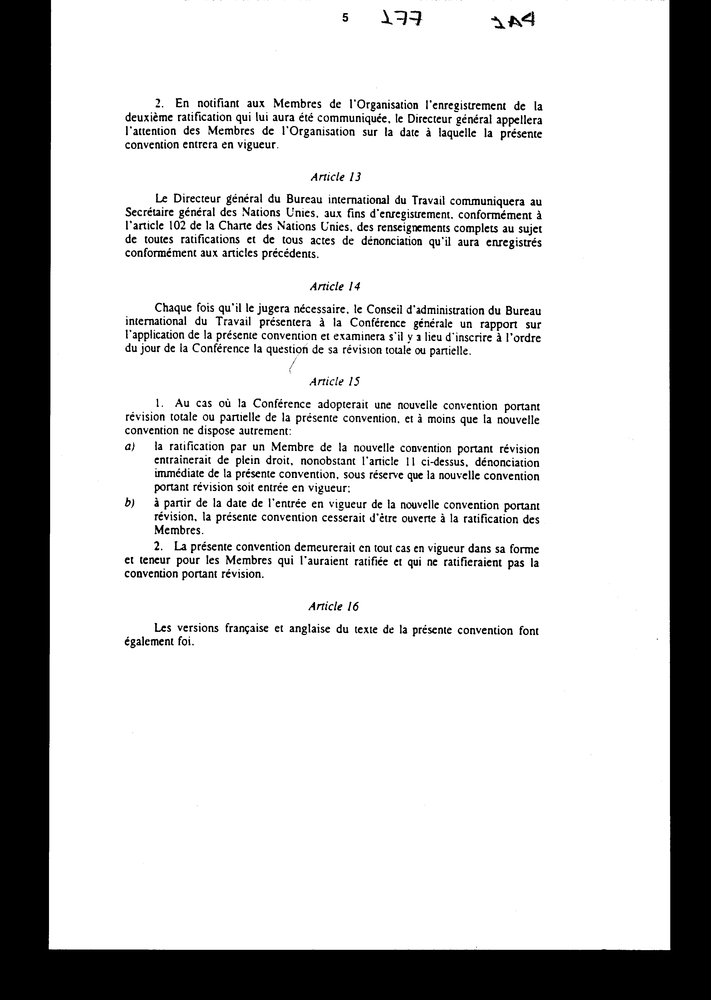 5 177
2. En notifiant aux Membres de l'Organisation l'enregistrement de la
deuxième ratification qui lui aura été communiquée, le Directeur général appellera
l'attention des Membres de l'Organisation sur la date à laquelle la présente
convention entrera en vigueur.
Article 13
Le Directeur général du Bureau international du Travail communiquera au
Secrétaire général des Nations Unies, aux fins d'enregistrement, conformément à
l'article 102 de la Charte des Nations Unies, des renseignements complets au sujet
de toutes ratifications et de tous actes de dénonciation qu'il aura enregistrés
conformément aux articles précédents.
Article 14
Chaque fois qu'il le jugera nécessaire, le Conseil d'administration du Bureau
international du Travail présentera à la Conférence générale un rapport sur
l'application de la présente convention et examinera s'il y a lieu d'inscrire à l'ordre
du jour de la Conférence la question de sa révision totale ou partielle.
Article 15
1. Au cas où la Conférence adopterait une nouvelle convention portant
révision totale ou partielle de la présente convention, et à moins que la nouvelle
convention ne dispose autrement:
a) la ratification par un Membre de la nouvelle convention portant révision
entraînerait de plein droit, nonobstant l'article 11 ci-dessus, dénonciation
immédiate de la présente convention, sous réserve que la nouvelle convention
portant révision soit entrée en vigueur;
b) à partir de la date de l'entrée en vigueur de la nouvelle convention portant
révision, la présente convention cesserait d'être ouverte à la ratification des
Membres.
2. La présente convention demeurerait en tout cas en vigueur dans sa forme
et teneur pour les Membres qui l'auraient ratifiée et qui ne ratifieraient pas la
convention portant révision.
Article 16
Les versions française et anglaise du texte de la présente convention font
également foi.